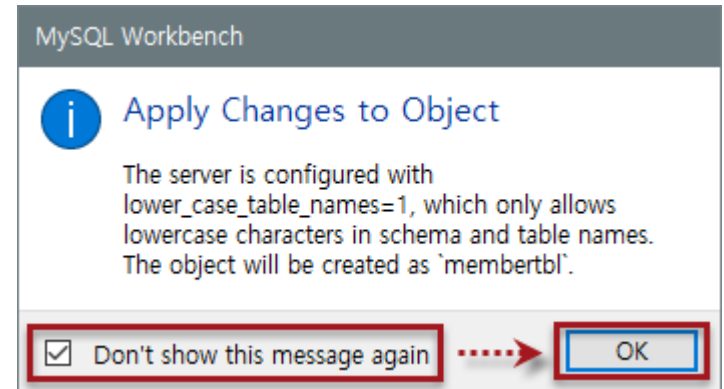 MySQL Workbench
i
Apply Changes to Object
The server is configured with
lower_case_table_names=1, which only allows
lowercase characters in schema and table names.
The object will be created as `membertbl`.
Don't show this message again
OK